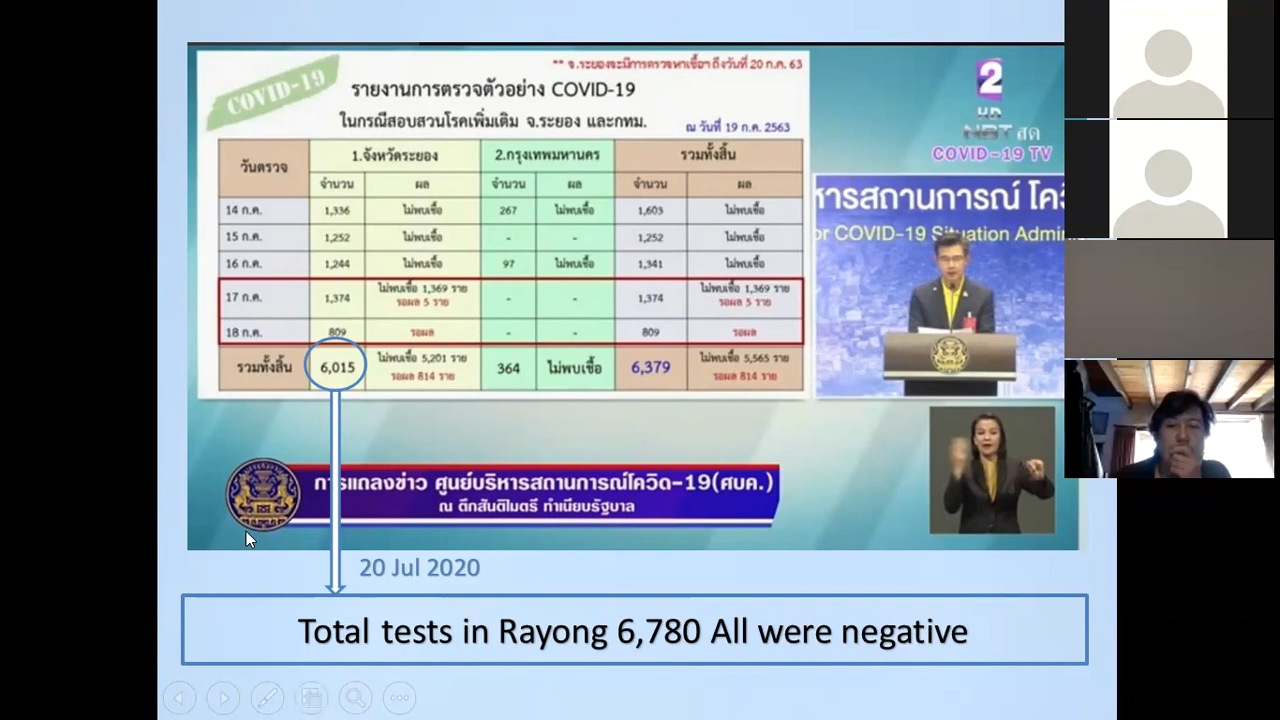 ** จ.ระยองจะมีการตรวจหาเชื้อฯ ถึงวันที่ 20 ก.ค. 63
COVID-19
รายงานการตรวจตัวอย่าง COVID-19
ในกรณีสอบสวนโรคเพิ่มเติม จ.ระยอง และกทม.
ณ วันที่ 19 ก.ค. 2563
วันตรวจ 1.จังหวัดระยอง 2.กรุงเทพมหานคร รวมทั้งสิ้น
จำนวน ผล จำนวน ผล จำนวน ผล
14 ก.ค. 1,336 ไม่พบเชื้อ 267 ไม่พบเชื้อ 1,603 ไม่พบเชื้อ
15 ก.ค. 1,252 ไม่พบเชื้อ - - 1,252 ไม่พบเชื้อ
16 ก.ค. 1,244 ไม่พบเชื้อ 97 ไม่พบเชื้อ 1,341 ไม่พบเชื้อ
17 ก.ค. 1,374 ไม่พบเชื้อ 1,369 ราย - - 1,374 ไม่พบเชื้อ 1,369 ราย
รอผล 5 ราย รอผล 5 ราย
18 ก.ค. 809 รอผล - - 809 รอผล
รวมทั้งสิ้น 6,015 ไม่พบเชื้อ 5,201 ราย 364 ไม่พบเชื้อ 6,379 ไม่พบเชื้อ 5,565 ราย
รอผล 814 ราย รอผล 814 ราย
2
HD
NBT สด
COVID-19 TV
หารสถานการณ์ โควิ
or COVID-19 Situation Admin
การแถลงข่าว ศูนย์บริหารสถานการณ์โควิด-19(ศบค.)
ณ ตึกสันติไมตรี ทำเนียบรัฐบาล
20 Jul 2020
Total tests in Rayong 6,780 All were negative